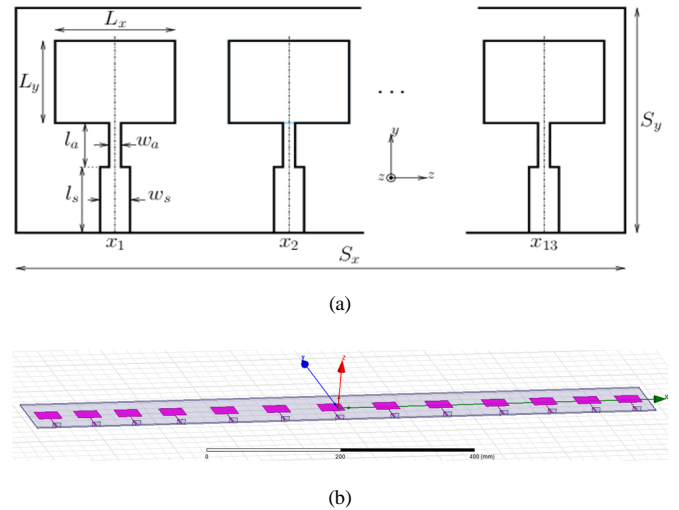 L_x
L_y
l_a
w_a
l_s
w_s
...
y
z
z
S_y
x_1
x_2
x_13
S_x
(a)
z
x
0
200
400 (mm)
(b)